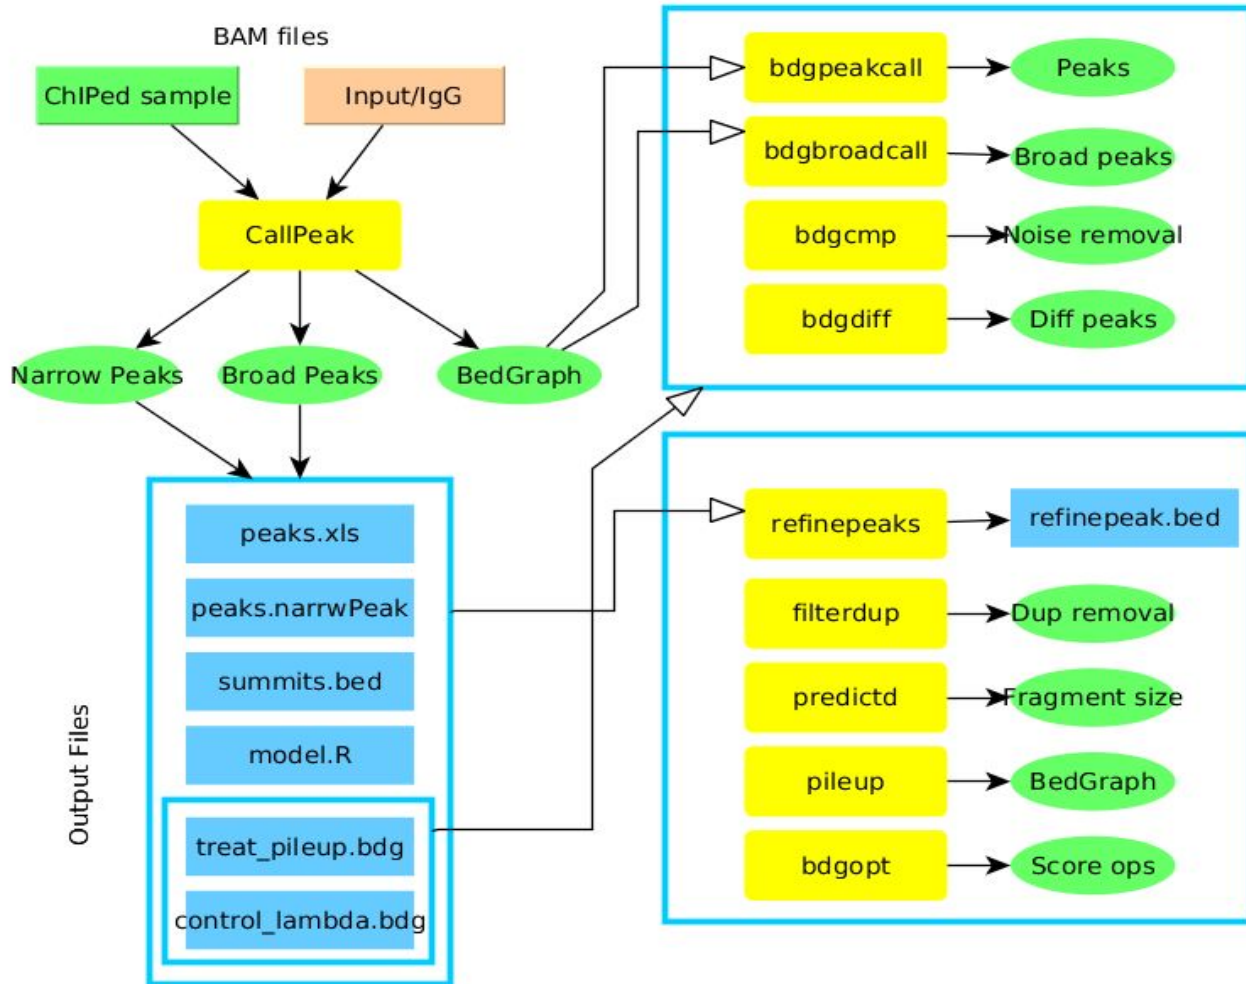 BAM files
ChIPed sample
Input/IgG
CallPeak
Narrow Peaks
Broad Peaks
BedGraph
Output Files
peaks.xls
peaks.narrwPeak
summits.bed
model.R
treat_pileup.bdg
control_lambda.bdg
bdgpeakcall
Peaks
bdgbroadcall
Broad peaks
bdgcmp
Noise removal
bdgdiff
Diff peaks
refinepeaks
refinepeak.bed
filterdup
Dup removal
predictd
Fragment size
pileup
BedGraph
bdgopt
Score ops